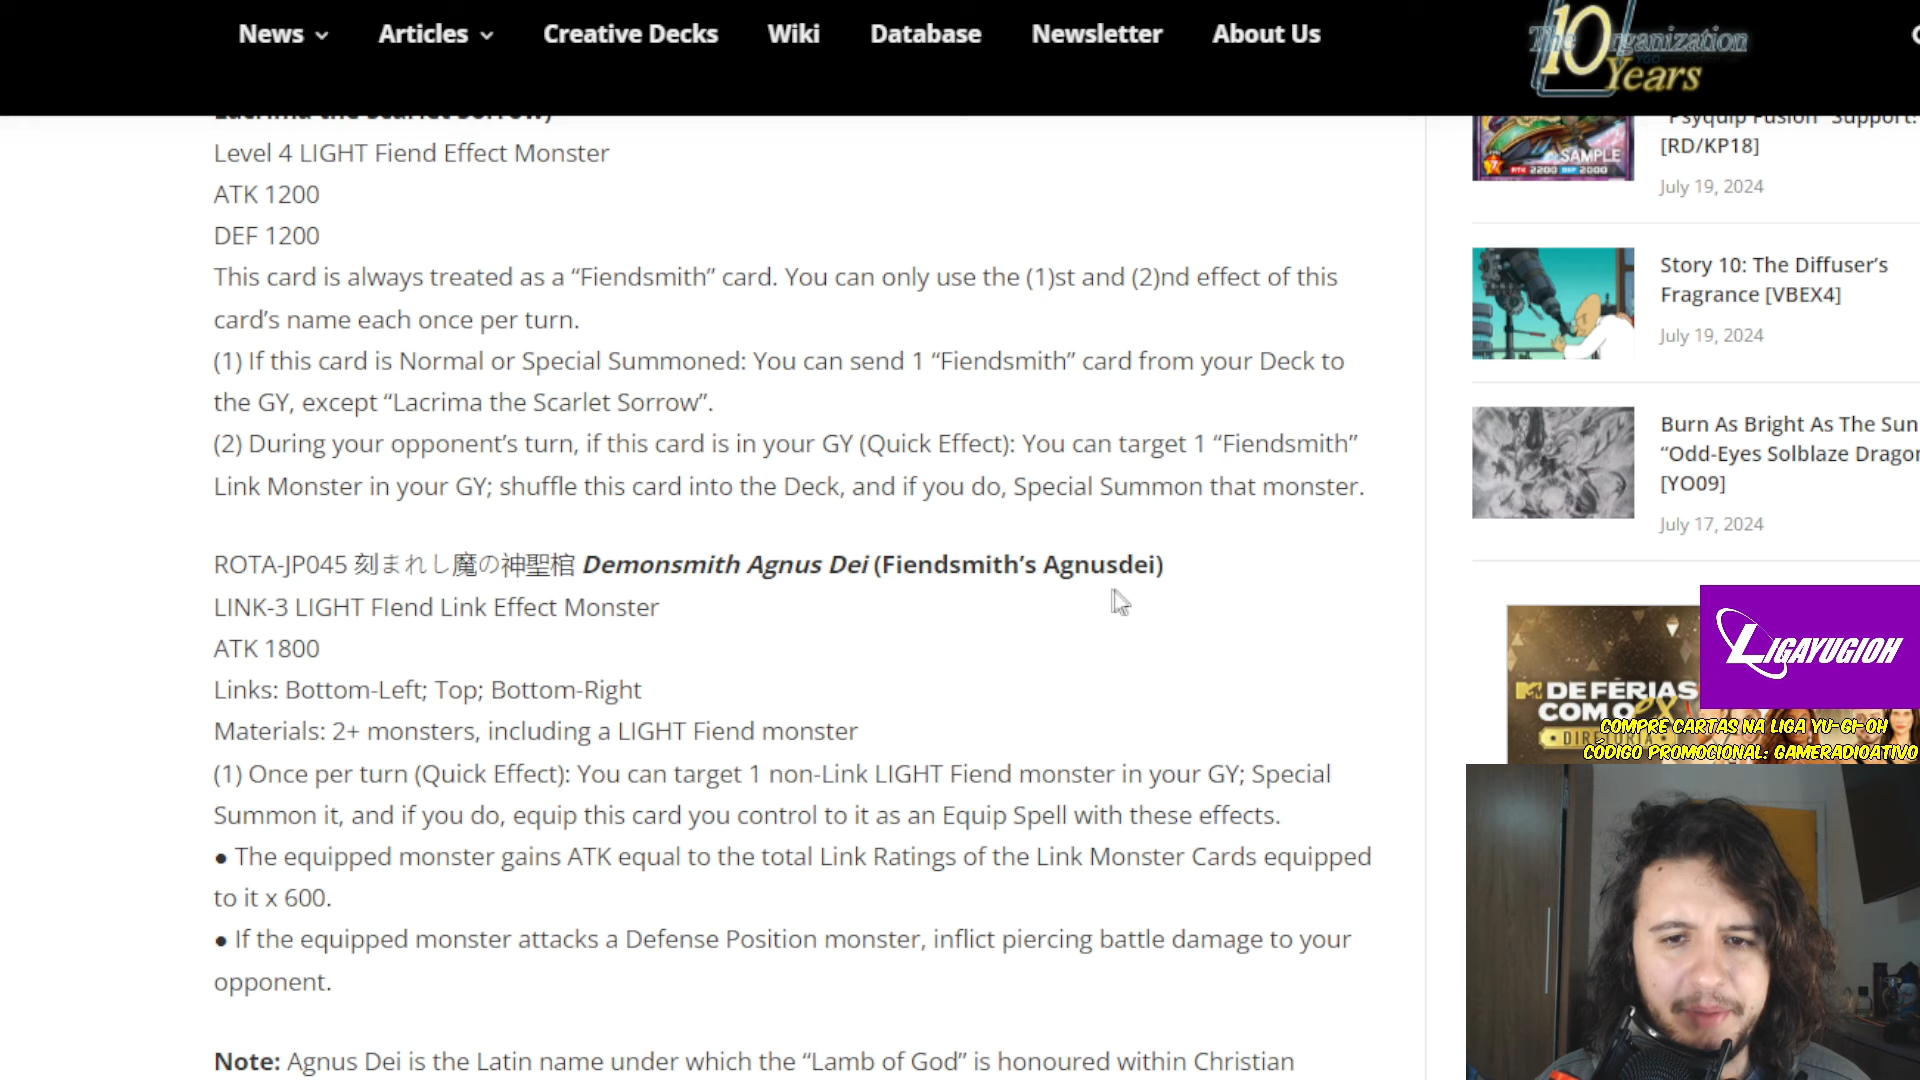 News
Articles
Creative Decks
Wiki
Database
Newsletter
About Us
The 10 Organization
YGO
Years
Lacrima the Scarlet Sorrow)
Level 4 LIGHT Fiend Effect Monster
ATK 1200
DEF 1200
This card is always treated as a “Fiendsmith” card. You can only use the (1)st and (2)nd effect of this
card’s name each once per turn.
(1) If this card is Normal or Special Summoned: You can send 1 “Fiendsmith” card from your Deck to
the GY, except “Lacrima the Scarlet Sorrow”.
(2) During your opponent’s turn, if this card is in your GY (Quick Effect): You can target 1 “Fiendsmith”
Link Monster in your GY; shuffle this card into the Deck, and if you do, Special Summon that monster.
ROTA-JP045 刻まれし魔の神聖棺 Demonsmith Agnus Dei (Fiendsmith’s Agnusdei)
LINK-3 LIGHT FIend Link Effect Monster
ATK 1800
Links: Bottom-Left; Top; Bottom-Right
Materials: 2+ monsters, including a LIGHT Fiend monster
(1) Once per turn (Quick Effect): You can target 1 non-Link LIGHT Fiend monster in your GY; Special
Summon it, and if you do, equip this card you control to it as an Equip Spell with these effects.
● The equipped monster gains ATK equal to the total Link Ratings of the Link Monster Cards equipped
to it x 600.
● If the equipped monster attacks a Defense Position monster, inflict piercing battle damage to your
opponent.
Note: Agnus Dei is the Latin name under which the “Lamb of God” is honoured within Christian
SAMPLE
7 ATK 2200 DEF 2000
“Psyquip Fusion” Support!
[RD/KP18]
July 19, 2024
Story 10: The Diffuser’s
Fragrance [VBEX4]
July 19, 2024
Burn As Bright As The Sun
“Odd-Eyes Solblaze Dragon
[YO09]
July 17, 2024
LIGAYUGIOH
MTV DE FÉRIAS
COM O ex
DIRETORIA
COMPRE CARTAS NA LIGA YU-GI-OH
CÓDIGO PROMOCIONAL: GAMERADIOATIVO